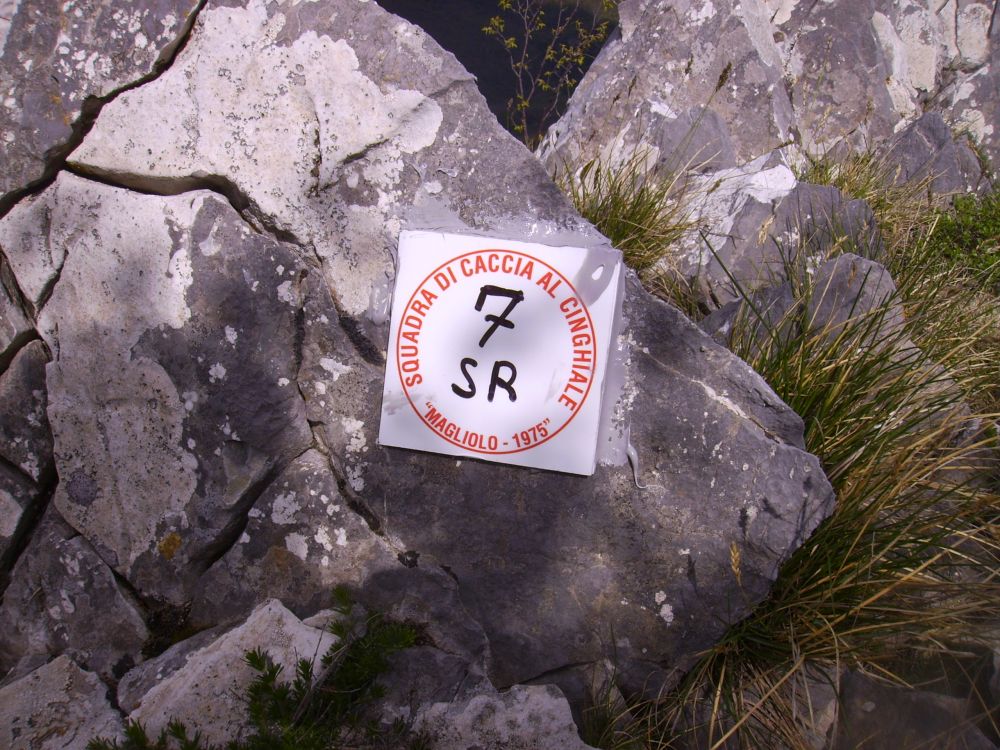 SQUADRA DI CACCIA AL CINGHIALE
7
SR
"MAGLIOLO - 1975"